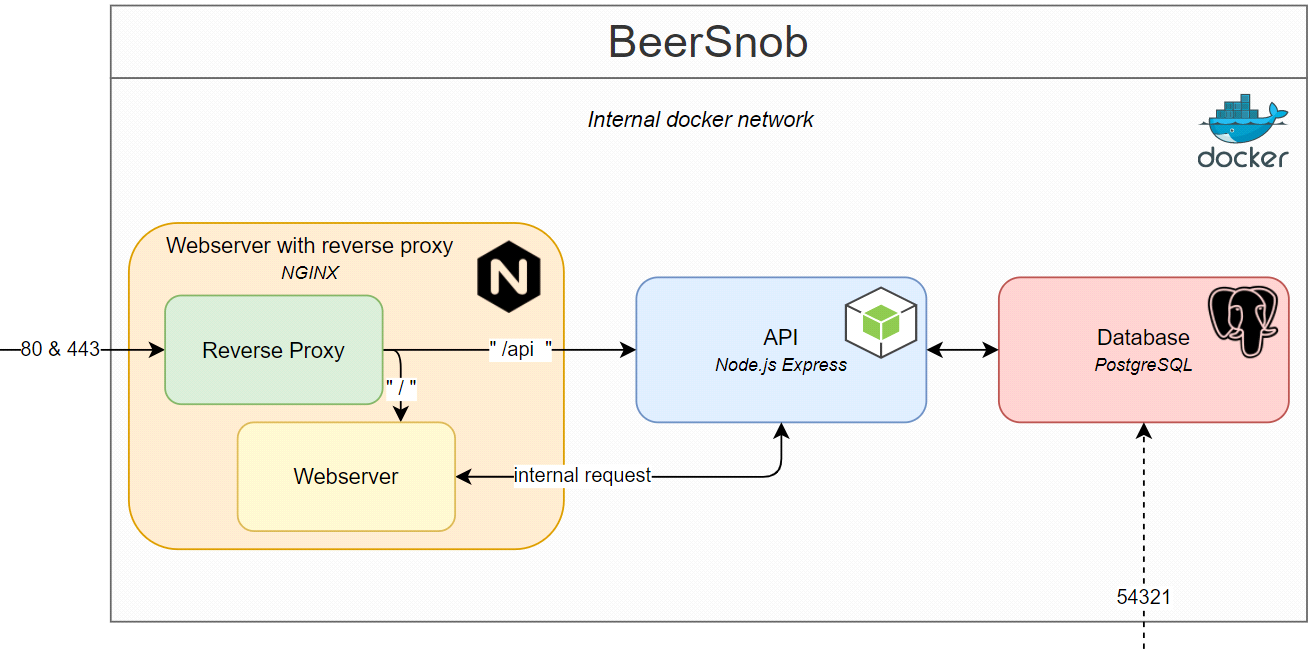 BeerSnob
Internal docker network
docker
Webserver with reverse proxy
NGINX
N
80 & 443
Reverse Proxy
" /api "
" / "
API
Node.js Express
Database
PostgreSQL
Webserver
internal request
54321